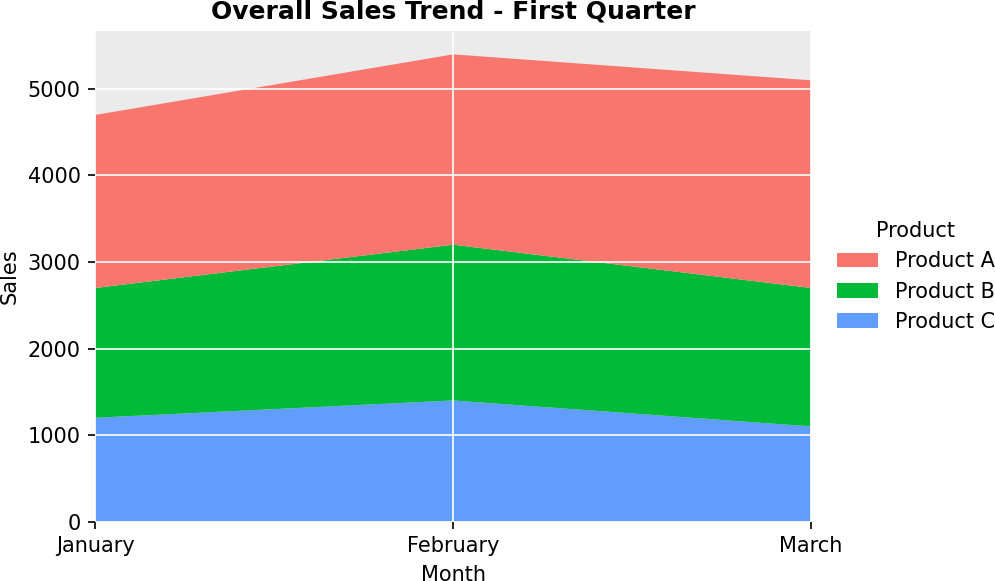 Overall Sales Trend - First Quarter
5000
4000
3000
2000
1000
0
Sales
January
February
March
Month
Product
Product A
Product B
Product C